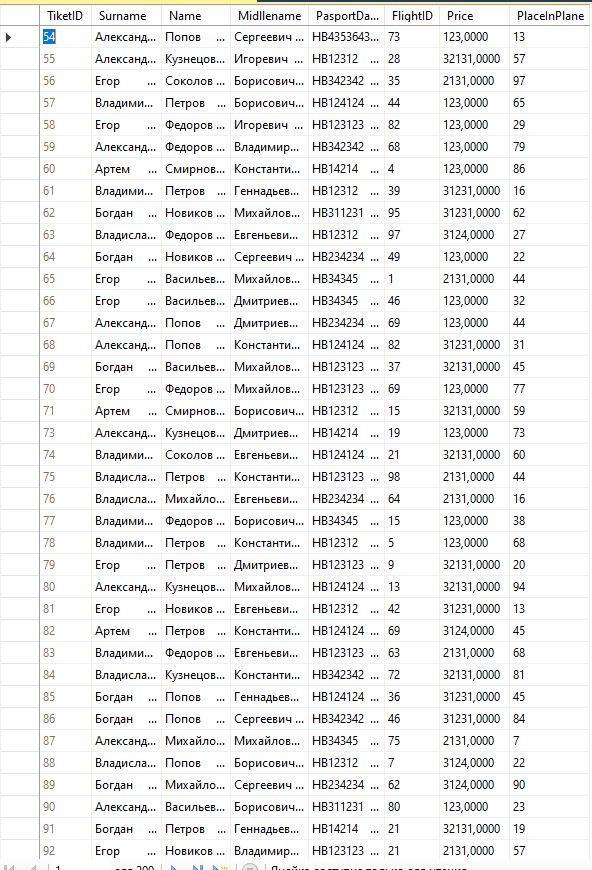 TiketID Surname Name Midllename PasportDa... FlightID Price PlaceInPlane
54 Александ... Попов ... Сергеевич ... HB4353643... 73 123,0000 13
55 Александ... Кузнецов... Игоревич ... HB12312 ... 28 32131,0000 57
56 Егор ... Соколов ... Борисович... HB342342 ... 35 2131,0000 97
57 Владими... Петров ... Борисович... HB124124 ... 44 123,0000 65
58 Егор ... Федоров ... Игоревич ... HB123123 ... 82 123,0000 29
59 Александ... Федоров ... Владимир... HB342342 ... 68 123,0000 79
60 Артем ... Смирнов... Константи... HB14214 ... 4 123,0000 86
61 Владими... Петров ... Геннадьев... HB12312 ... 39 31231,0000 16
62 Богдан ... Новиков ... Михайлов... HB311231 ... 95 31231,0000 62
63 Владисла... Федоров ... Евгеньеви... HB12312 ... 97 3124,0000 27
64 Богдан ... Новиков ... Сергеевич ... HB234234 ... 49 123,0000 22
65 Егор ... Васильев... Михайлов... HB34345 ... 1 2131,0000 44
66 Егор ... Васильев... Дмитриев... HB34345 ... 46 123,0000 32
67 Александ... Попов ... Дмитриев... HB234234 ... 69 123,0000 44
68 Александ... Попов ... Константи... HB124124 ... 82 31231,0000 31
69 Богдан ... Васильев... Михайлов... HB123123 ... 37 32131,0000 45
70 Егор ... Федоров ... Михайлов... HB123123 ... 69 123,0000 77
71 Артем ... Смирнов... Борисович... HB12312 ... 15 32131,0000 59
73 Александ... Кузнецов... Дмитриев... HB14214 ... 19 123,0000 73
74 Владими... Соколов ... Евгеньеви... HB124124 ... 21 32131,0000 60
75 Владисла... Петров ... Константи... HB123123 ... 98 2131,0000 44
76 Владисла... Михайло... Евгеньеви... HB234234 ... 64 2131,0000 16
77 Владими... Федоров ... Борисович... HB34345 ... 15 123,0000 38
78 Владими... Петров ... Константи... HB12312 ... 5 123,0000 68
79 Егор ... Петров ... Дмитриев... HB123123 ... 9 32131,0000 20
80 Александ... Кузнецов... Михайлов... HB124124 ... 13 32131,0000 94
81 Егор ... Новиков ... Евгеньеви... HB12312 ... 42 31231,0000 13
82 Артем ... Петров ... Константи... HB124124 ... 69 3124,0000 45
83 Владими... Федоров ... Евгеньеви... HB123123 ... 63 2131,0000 68
84 Владисла... Кузнецов... Константи... HB342342 ... 72 32131,0000 81
85 Богдан ... Попов ... Геннадьев... HB124124 ... 36 31231,0000 45
86 Богдан ... Попов ... Сергеевич ... HB342342 ... 46 31231,0000 84
87 Александ... Михайло... Михайлов... HB34345 ... 75 2131,0000 7
88 Владисла... Попов ... Борисович... HB12312 ... 7 3124,0000 22
89 Богдан ... Михайло... Сергеевич ... HB234234 ... 62 3124,0000 90
90 Александ... Васильев... Борисович... HB311231 ... 80 123,0000 23
91 Богдан ... Петров ... Геннадьев... HB14214 ... 21 32131,0000 19
92 Егор ... Новиков ... Владимир... HB123123 ... 21 2131,0000 57